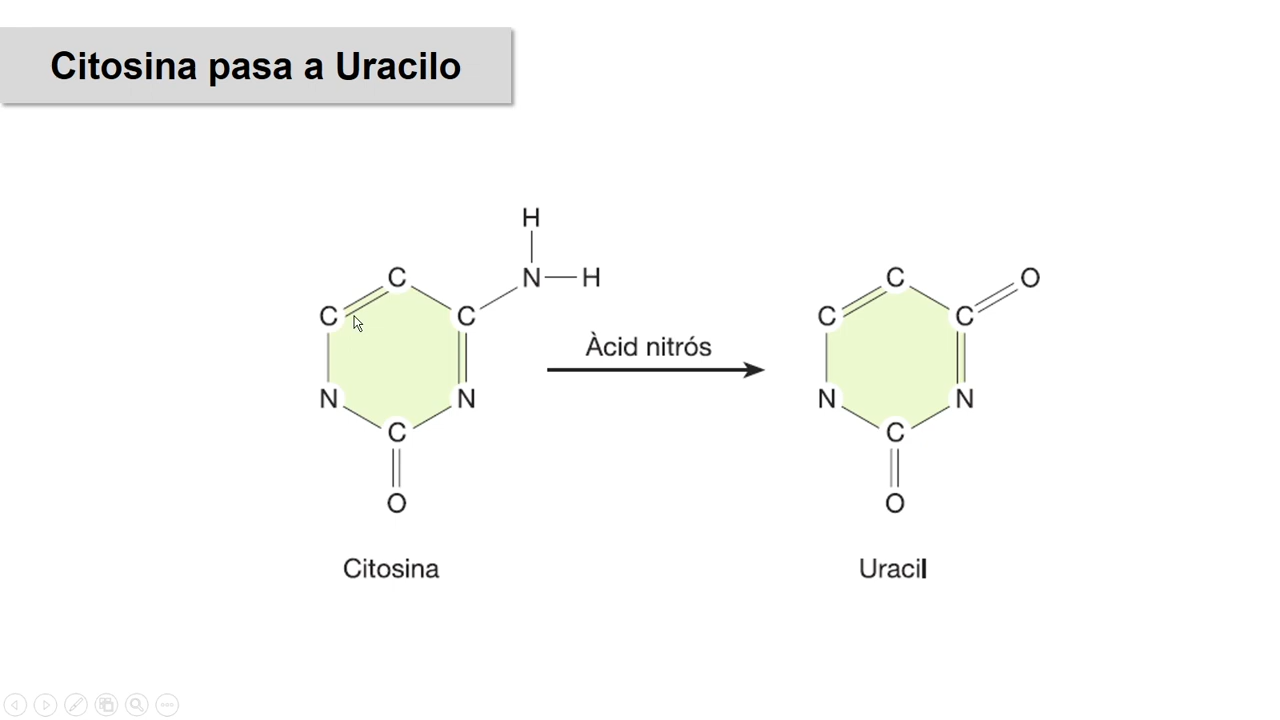 Citosina pasa a Uracilo
H
C N H C O
C C C C
Àcid nitrós
N N N N
C C
O O
Citosina Uracil